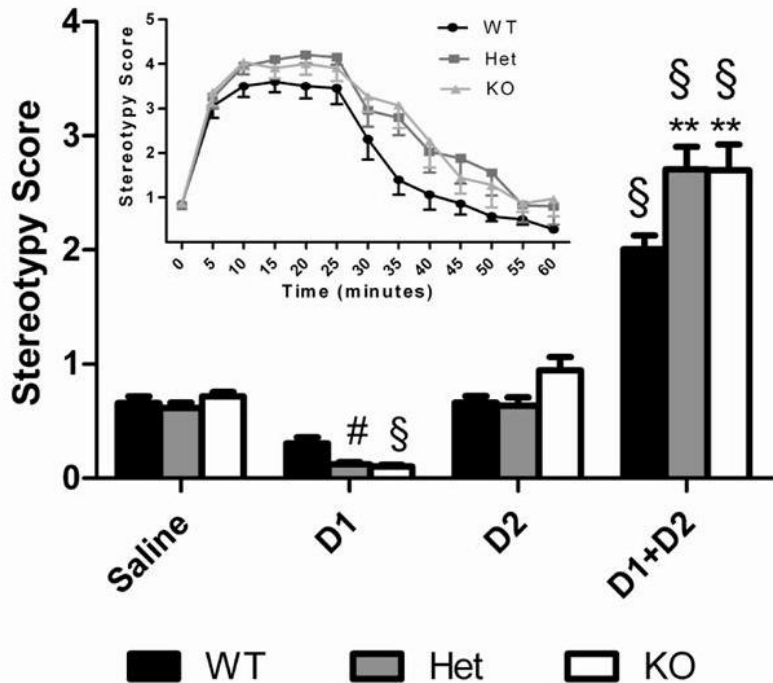 Stereotypy Score
4
3
2
1
0
Stereotypy Score
5
4
3
2
1
WT
Het
KO
0 5 10 15 20 25 30 35 40 45 50 55 60
Time (minutes)
# §
§
§ §
** **
Saline D1 D2 D1+D2
WT Het KO